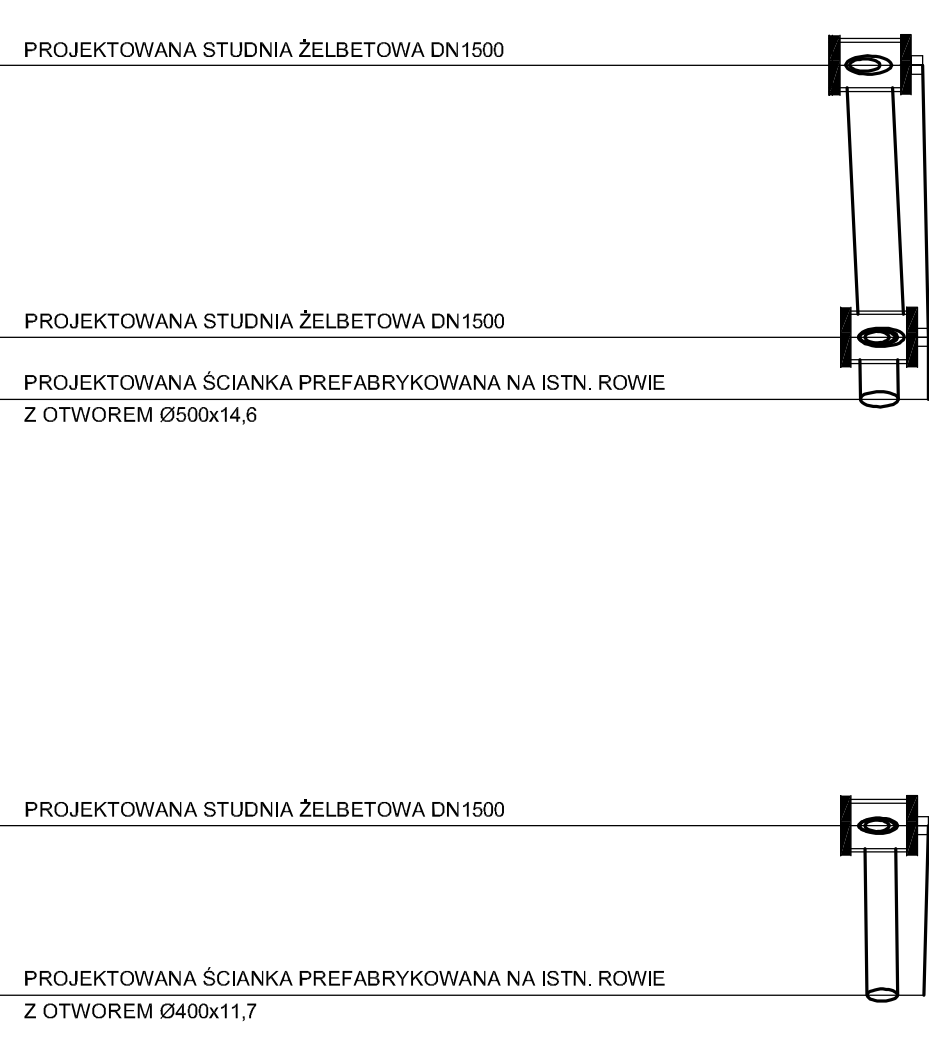 PROJEKTOWANA STUDNIA ŻELBETOWA DN1500
PROJEKTOWANA STUDNIA ŻELBETOWA DN1500
PROJEKTOWANA ŚCIANKA PREFABRYKOWANA NA ISTN. ROWIE
Z OTWOREM Ø500x14,6
PROJEKTOWANA STUDNIA ŻELBETOWA DN1500
PROJEKTOWANA ŚCIANKA PREFABRYKOWANA NA ISTN. ROWIE
Z OTWOREM Ø400x11,7